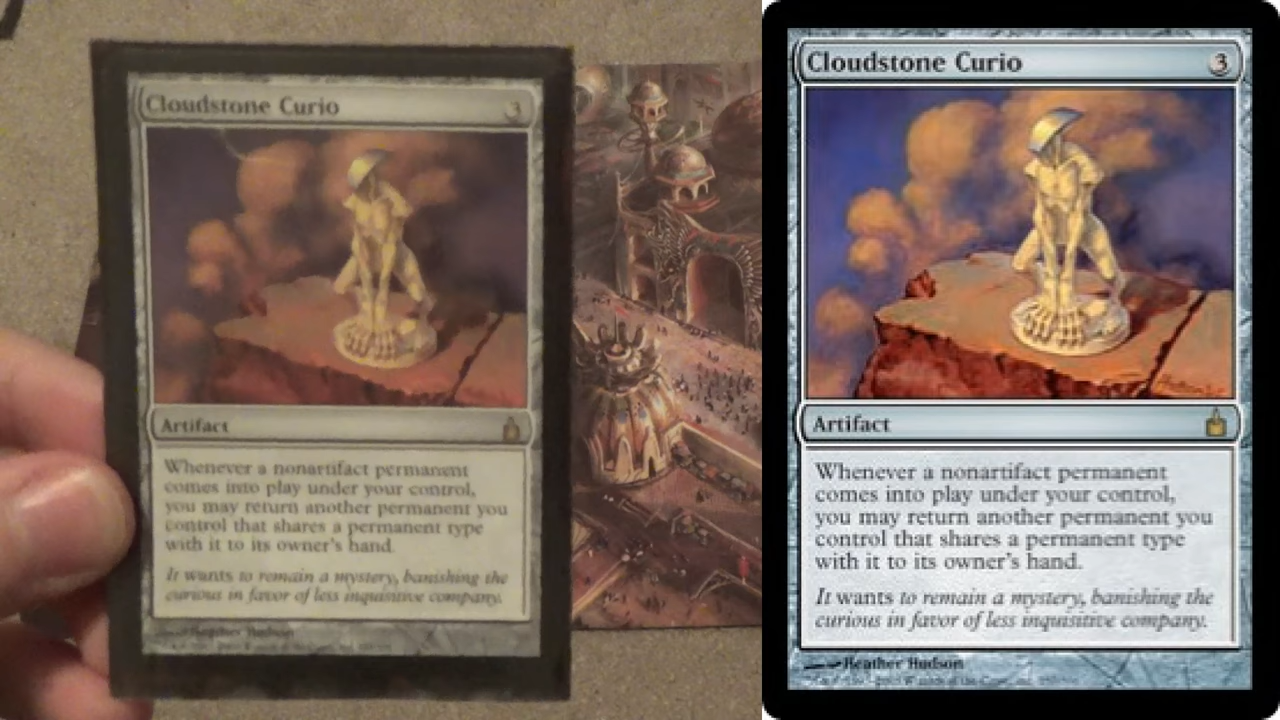 Cloudstone Curio 3
Artifact
Whenever a nonartifact permanent
comes into play under your control,
you may return another permanent you
control that shares a permanent type
with it to its owner's hand.
It wants to remain a mystery, banishing the
curious in favor of less inquisitive company.
Heather Hudson
Cloudstone Curio 3
Artifact
Whenever a nonartifact permanent
comes into play under your control,
you may return another permanent you
control that shares a permanent type
with it to its owner's hand.
It wants to remain a mystery, banishing the
curious in favor of less inquisitive company.
Heather Hudson